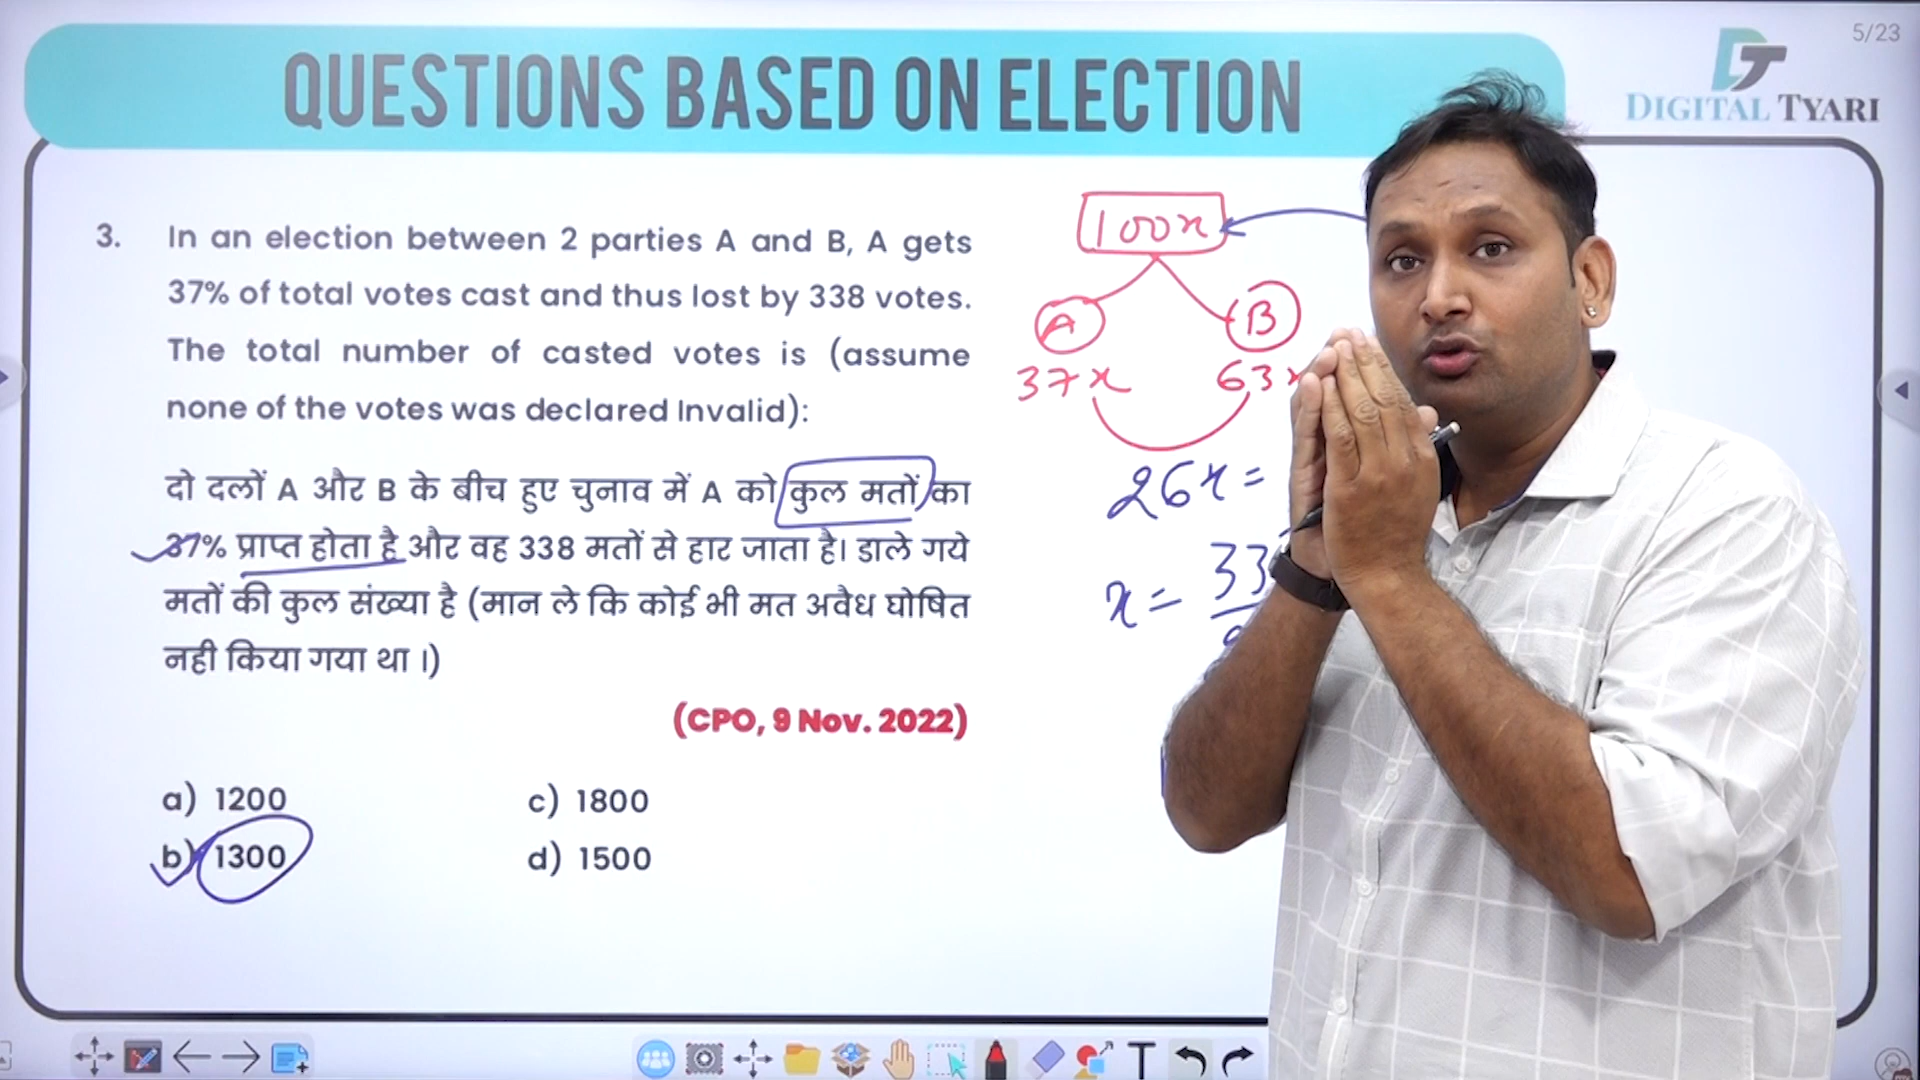 5/23
QUESTIONS BASED ON ELECTION
DIGITAL TYARI
3. In an election between 2 parties A and B, A gets
37% of total votes cast and thus lost by 338 votes.
The total number of casted votes is (assume
none of the votes was declared Invalid):
दो दलों A और B के बीच हुए चुनाव में A को कुल मतों का
37% प्राप्त होता है और वह 338 मतों से हार जाता है। डाले गये
मतों की कुल संख्या है (मान ले कि कोई भी मत अवैध घोषित
नही किया गया था ।)
(CPO, 9 Nov. 2022)
a) 1200
c) 1800
b) 1300
d) 1500
100x
A B
37x 63x
26x =
x = 33